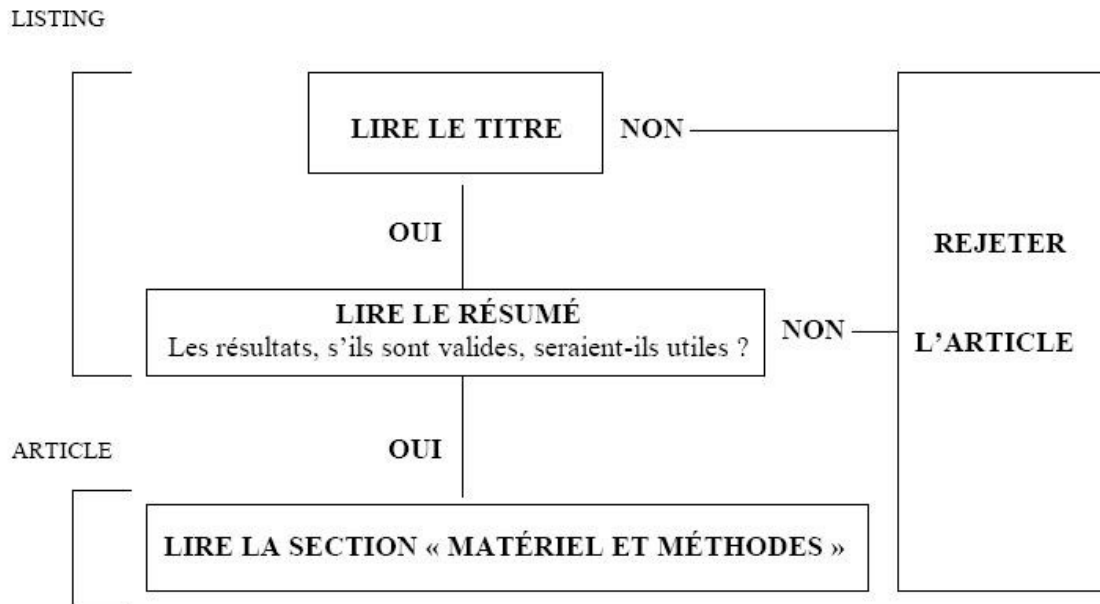 LISTING
LIRE LE TITRE
NON
OUI
REJETER
L'ARTICLE
LIRE LE RÉSUMÉ
Les résultats, s'ils sont valides, seraient-ils utiles ?
NON
ARTICLE
OUI
LIRE LA SECTION « MATÉRIEL ET MÉTHODES »